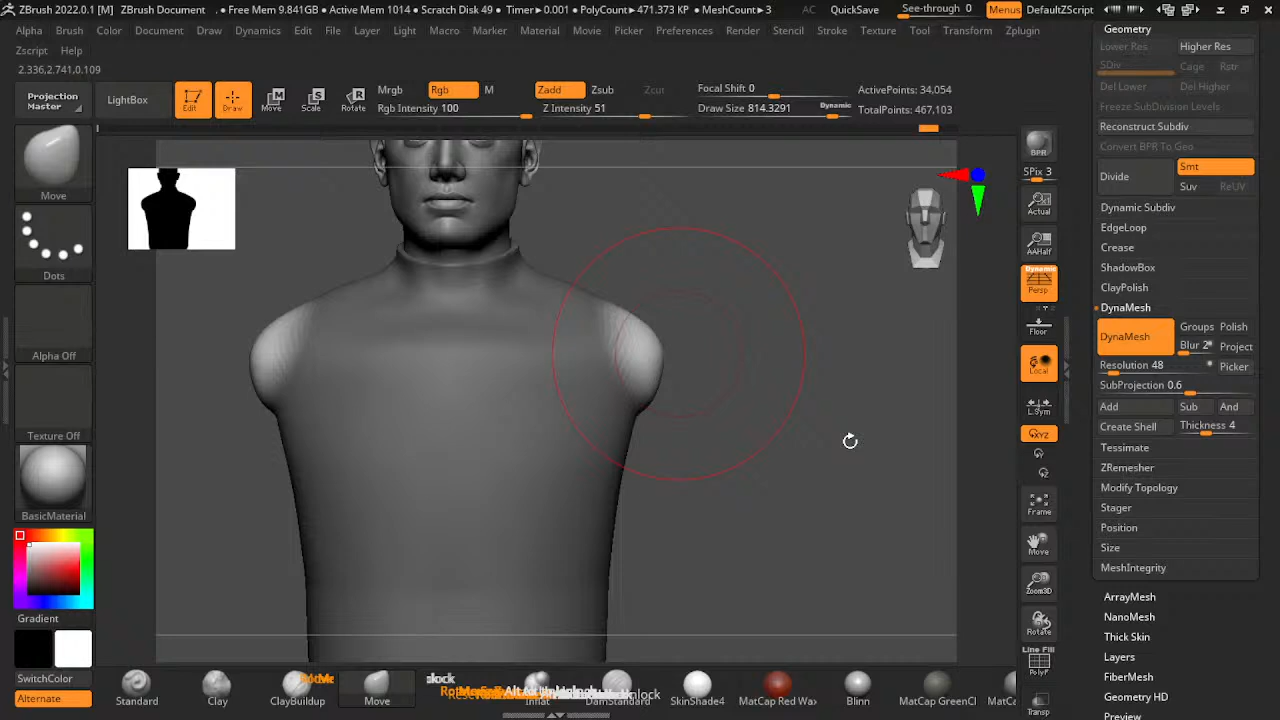 ZBrush 2022.0.1 [M] ZBrush Document . • Free Mem 9.841GB • Active Mem 1014 • Scratch Disk 49 • Timer▸0.001 • PolyCount▸471.373 KP • MeshCount▸3 AC QuickSave See-through 0 Menus DefaultZScript
Alpha Brush Color Document Draw Dynamics Edit File Layer Light Macro Marker Material Movie Picker Preferences Render Stencil Stroke Texture Tool Transform Zplugin
Zscript Help
2.336,2.741,0.109
Projection Master
LightBox
Edit
Draw
Move
Scale
Rotate
Mrgb Rgb M
Rgb Intensity 100
Zadd Zsub Zcut
Z Intensity 51
Focal Shift 0
Draw Size 814.3291 Dynamic
ActivePoints: 34,054
TotalPoints: 467,103
Move
Dots
Alpha Off
Texture Off
BasicMaterial
Gradient
SwitchColor
Alternate
BPR
SPix 3
Actual
AAHalf
Dynamic
Persp
Floor
Local
L.Sym
XYZ
Frame
Move
Zoom3D
Rotate
Line Fill
PolyF
Transp
Geometry
Lower Res Higher Res
SDiv Cage Rstr
Del Lower Del Higher
Freeze SubDivision Levels
Reconstruct Subdiv
Convert BPR To Geo
Divide Smt
Suv ReUV
Dynamic Subdiv
EdgeLoop
Crease
ShadowBox
ClayPolish
DynaMesh
DynaMesh Groups Polish
Blur 2 Project
Resolution 48 Picker
SubProjection 0.6
Add Sub And
Create Shell Thickness 4
Tessimate
ZRemesher
Modify Topology
Stager
Position
Size
MeshIntegrity
ArrayMesh
NanoMesh
Thick Skin
Layers
FiberMesh
Geometry HD
Preview
Standard Clay ClayBuildup Move Inflat DamStandard SkinShade4 MatCap Red Wax Blinn MatCap GreenCl MatCa